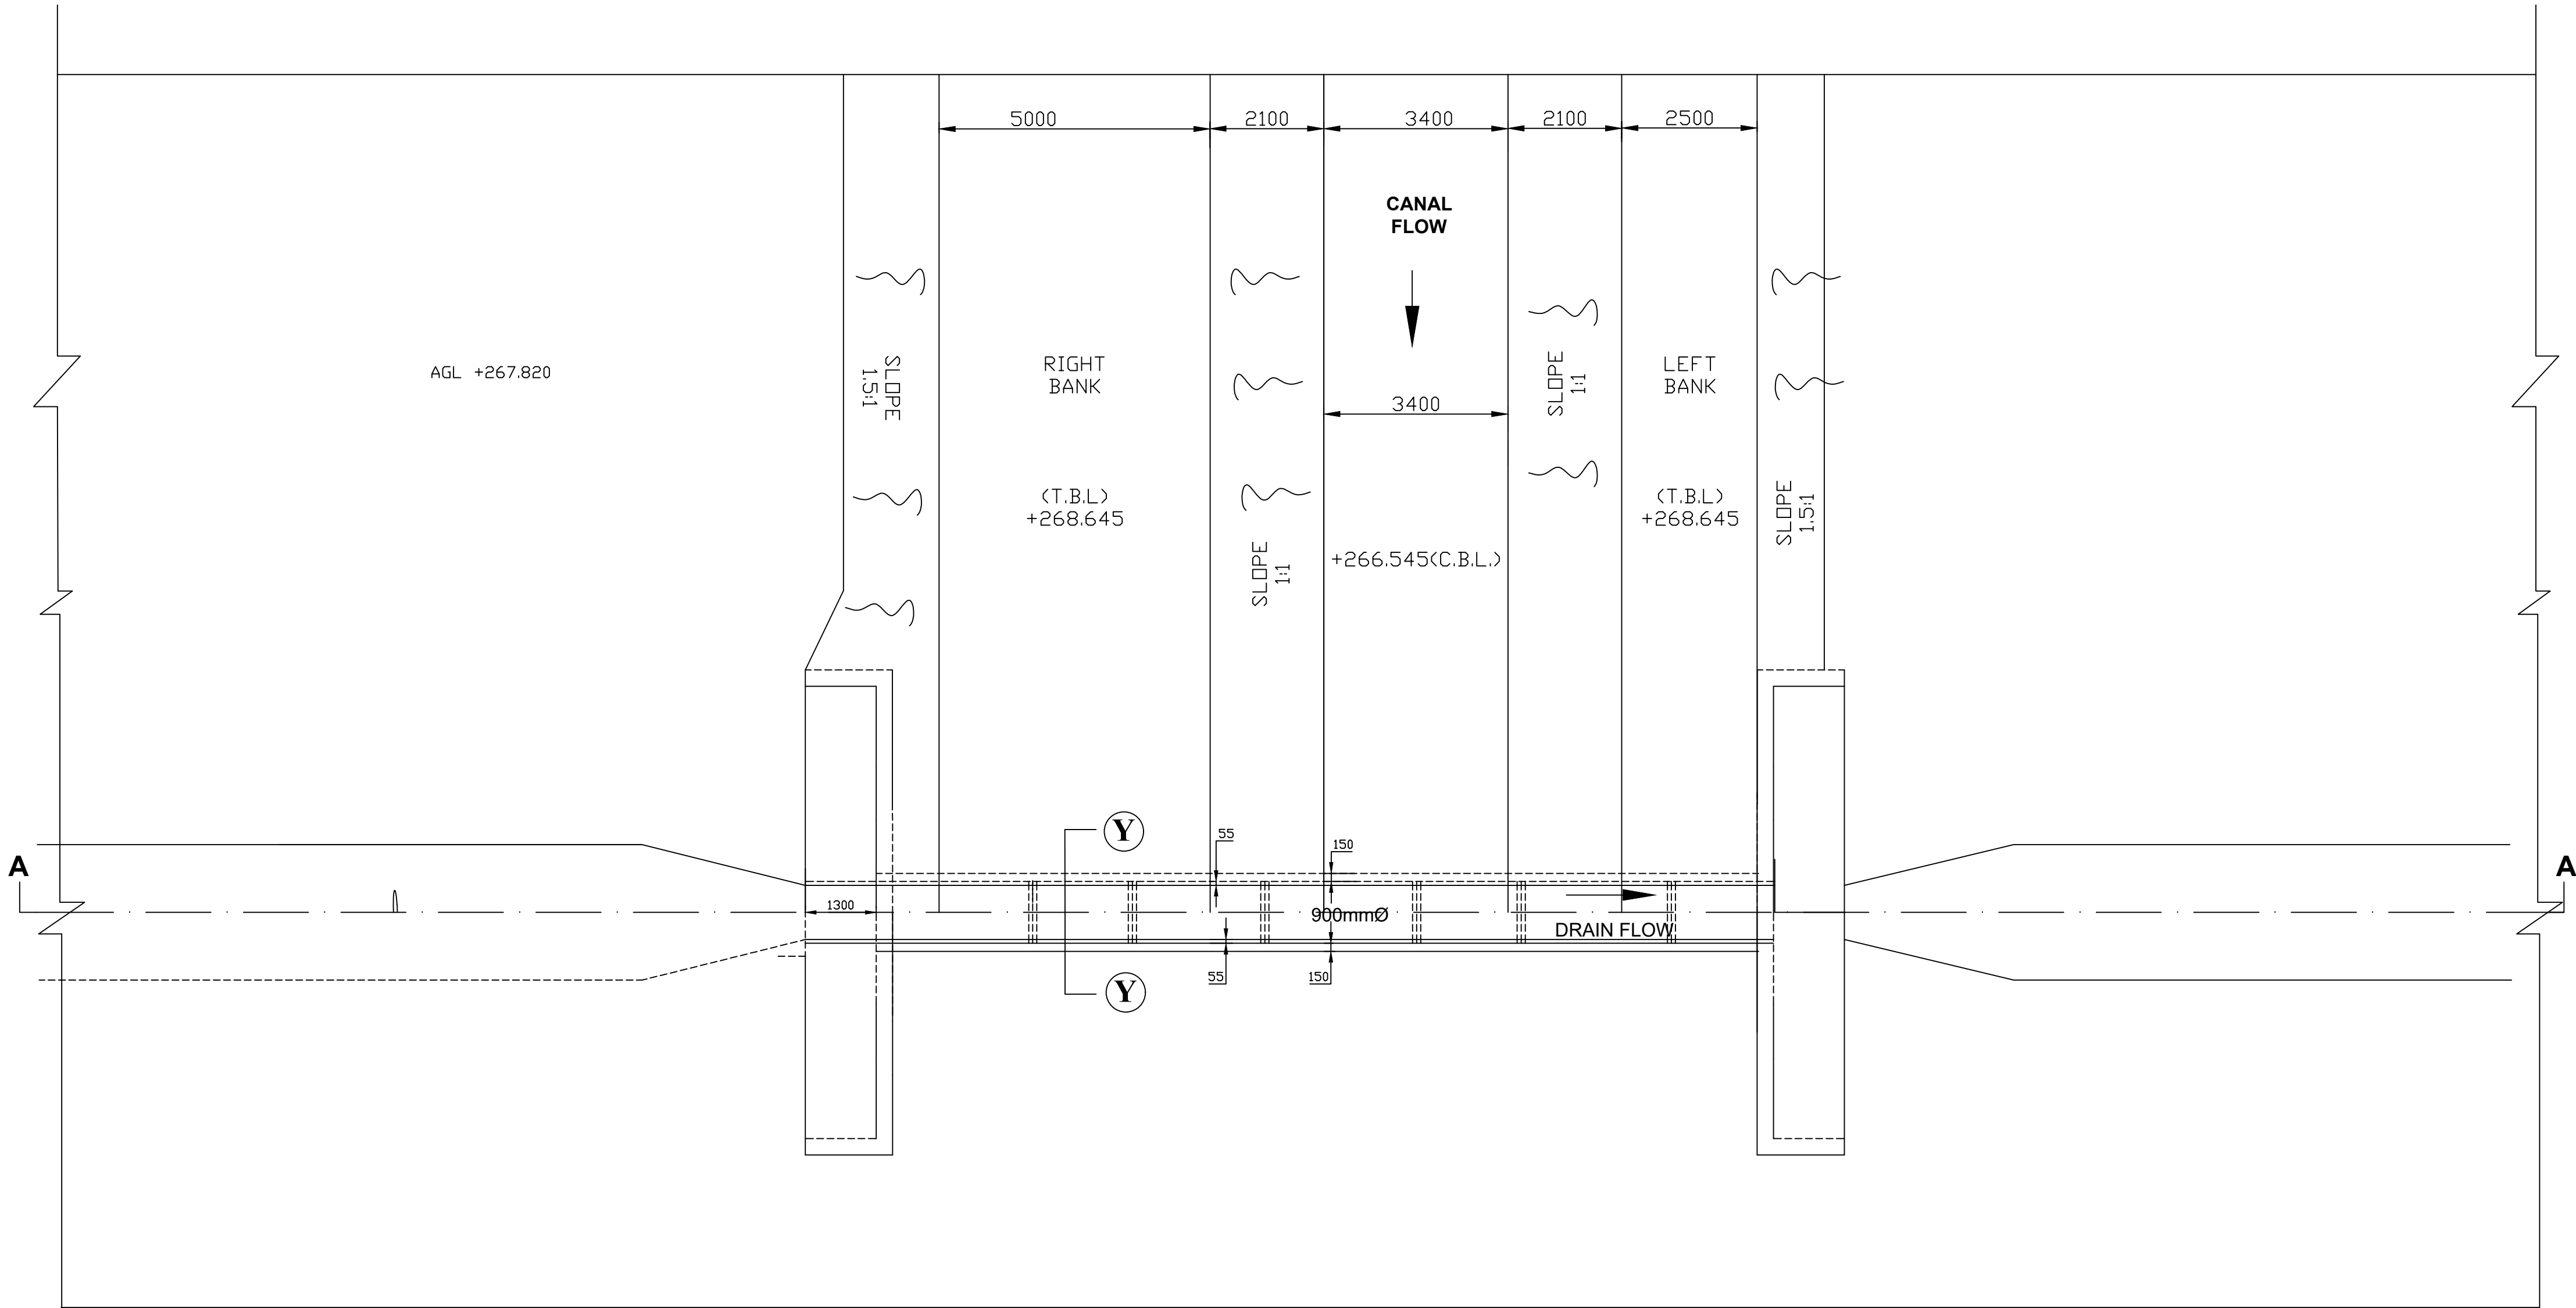 5000
2100
3400
2100
2500
CANAL
FLOW
AGL +267.820
SLOPE
1.5:1
RIGHT
BANK
SLOPE
1:1
LEFT
BANK
3400
(T.B.L)
+268.645
(T.B.L)
+268.645
SLOPE
1.5:1
SLOPE
1:1
+266.545(C.B.L.)
Y
55
150
A
A
1300
900mmØ
DRAIN FLOW
55
150
Y